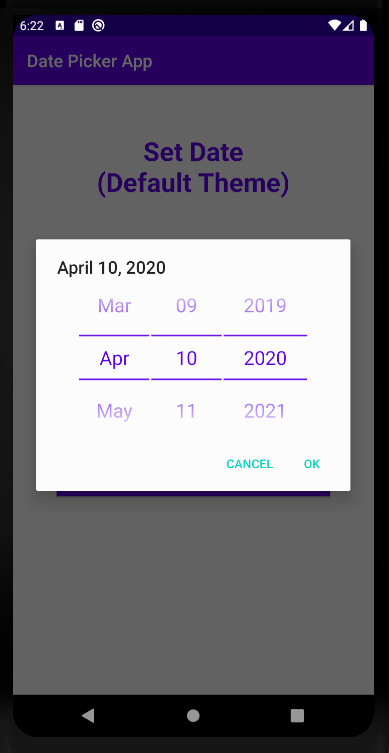 6:22
Date Picker App
Set Date
(Default Theme)
April 10, 2020
Mar 09 2019
Apr 10 2020
May 11 2021
CANCEL OK